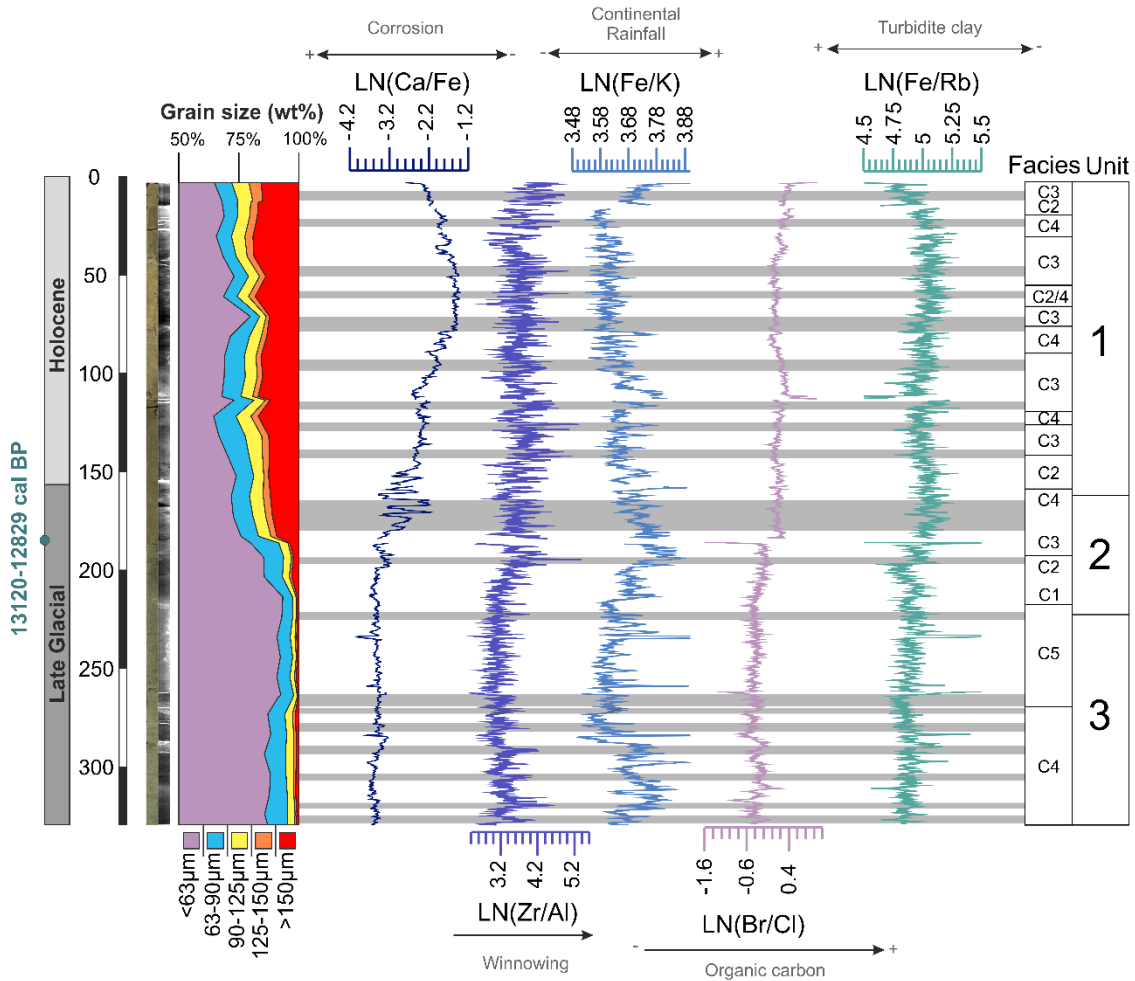 Corrosion
+ -
Continental
Rainfall
- +
Turbidite clay
+ -
LN(Ca/Fe)
-4.2 -3.2 -2.2 -1.2
LN(Fe/K)
3.48 3.58 3.68 3.78 3.88
LN(Fe/Rb)
4.5 4.75 5 5.25 5.5
Grain size (wt%)
50% 75% 100%
Facies Unit
0
50
100
150
200
250
300
Holocene
Late Glacial
13120-12829 cal BP
C3
C2
C4
C3
C2/4
C3
C4
C3
C4
C3
C2
C4
C3
C2
C1
C5
C4
1
2
3
<63µm
63-90µm
90-125µm
125-150µm
>150µm
3.2 4.2 5.2
LN(Zr/Al)
Winnowing
-1.6 -0.6 0.4
LN(Br/Cl)
- +
Organic carbon